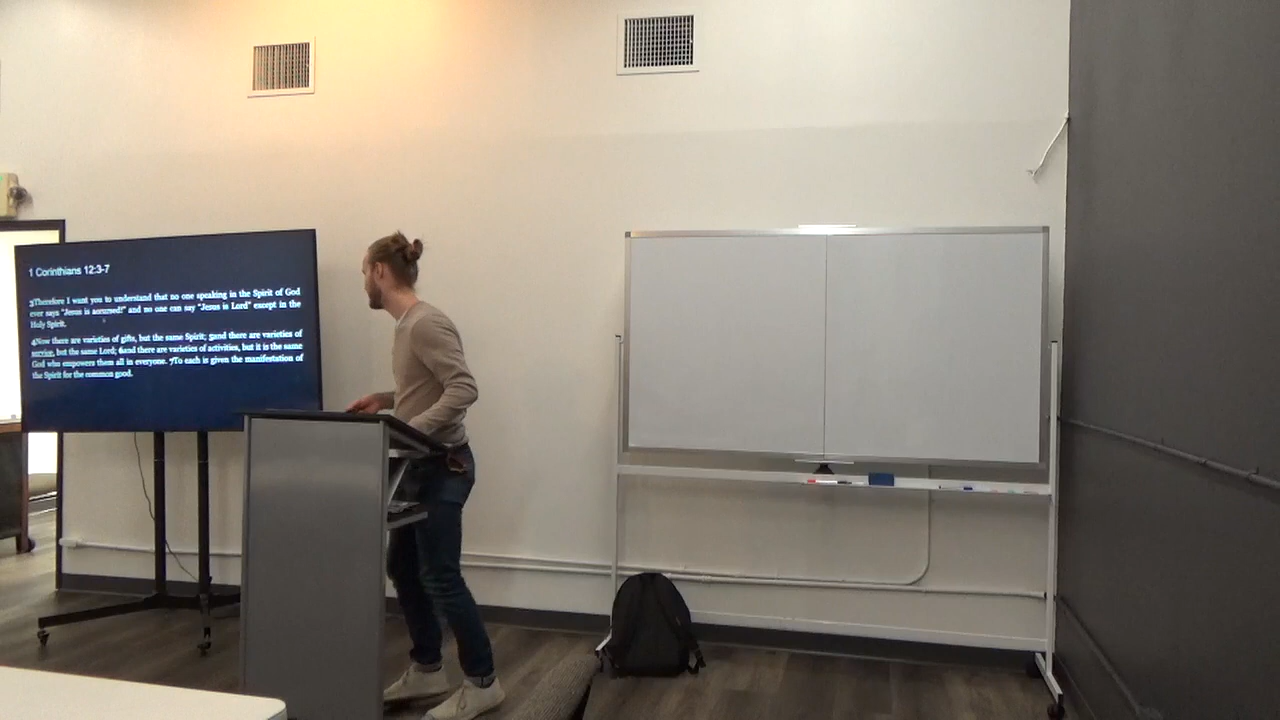 1 Corinthians 12:3-7
3Therefore I want you to understand that no one speaking in the Spirit of God
ever says "Jesus is accursed!" and no one can say "Jesus is Lord" except in the
Holy Spirit.
4Now there are varieties of gifts, but the same Spirit; 5and there are varieties of
service, but the same Lord; 6and there are varieties of activities, but it is the same
God who empowers them all in everyone. 7To each is given the manifestation of
the Spirit for the common good.